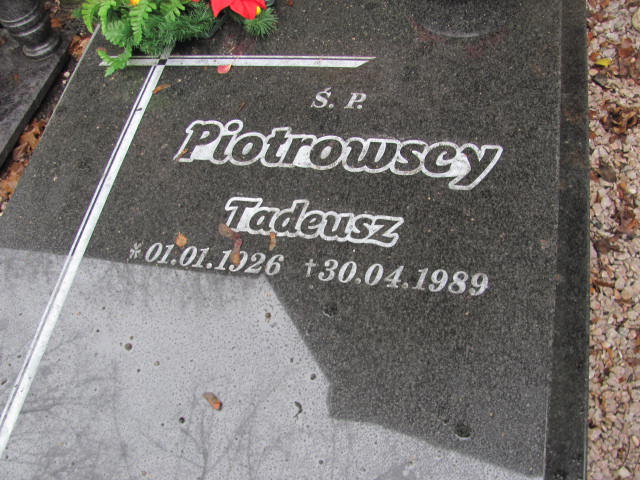 Ś. P.
Piotrowscy
Tadeusz
*01.01.1926 †30.04.1989